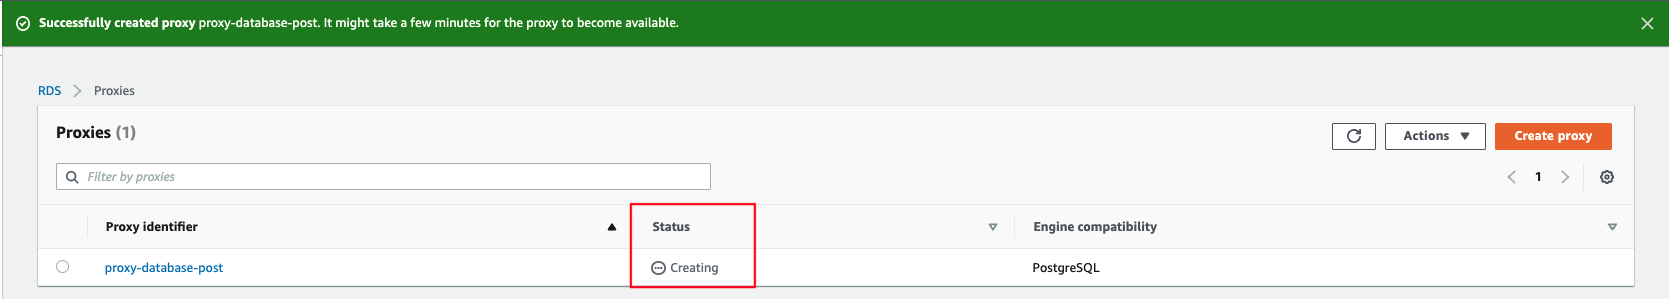 Successfully created proxy proxy-database-post. It might take a few minutes for the proxy to become available.
RDS > Proxies
Proxies (1)
Actions
Create proxy
Filter by proxies
1
Proxy identifier
Status
Engine compatibility
proxy-database-post
Creating
PostgreSQL